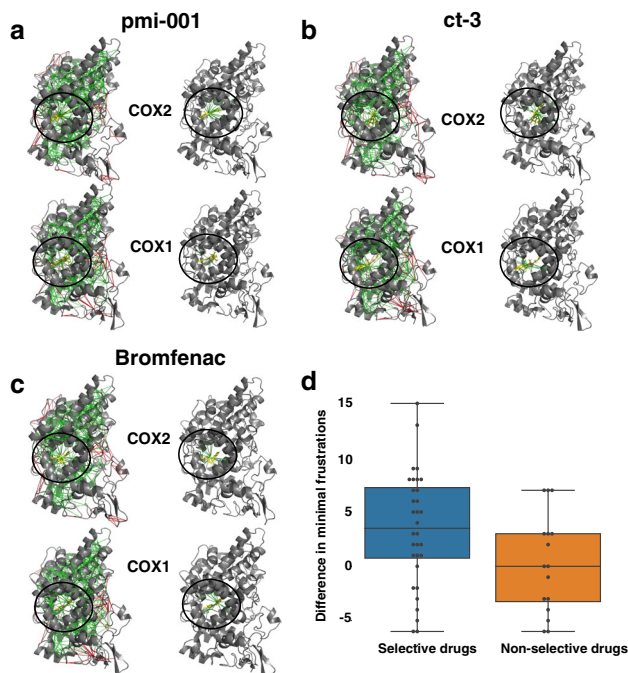 a
pmi-001
COX2
COX1
b
ct-3
COX2
COX1
c
Bromfenac
COX2
COX1
d
Difference in minimal frustrations
15
10
5
0
-5
Selective drugs
Non-selective drugs